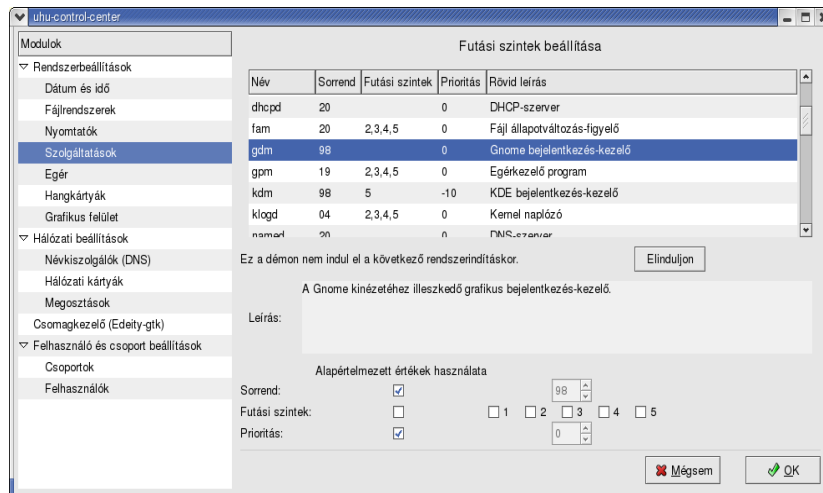 uhu-control-center
Modulok
Rendszerbeállítások
Dátum és idő
Fájlrendszerek
Nyomtatók
Szolgáltatások
Egér
Hangkártyák
Grafikus felület
Hálózati beállítások
Névkiszolgálók (DNS)
Hálózati kártyák
Megosztások
Csomagkezelő (Edeity-gtk)
Felhasználó és csoport beállítások
Csoportok
Felhasználók
Futási szintek beállítása
Név Sorrend Futási szintek Prioritás Rövid leírás
dhcpd 20 0 DHCP-szerver
fam 20 2,3,4,5 0 Fájl állapotváltozás-figyelő
gdm 98 0 Gnome bejelentkezés-kezelő
gpm 19 2,3,4,5 0 Egérkezelő program
kdm 98 5 -10 KDE bejelentkezés-kezelő
klogd 04 2,3,4,5 0 Kernel naplózó
named 20 0 DNS-szerver
Ez a démon nem indul el a következő rendszerindításkor. Elinduljon
A Gnome kinézetéhez illeszkedő grafikus bejelentkezés-kezelő.
Leírás:
Alapértelmezett értékek használata
Sorrend: 98
Futási szintek: 1 2 3 4 5
Prioritás: 0
Mégsem OK